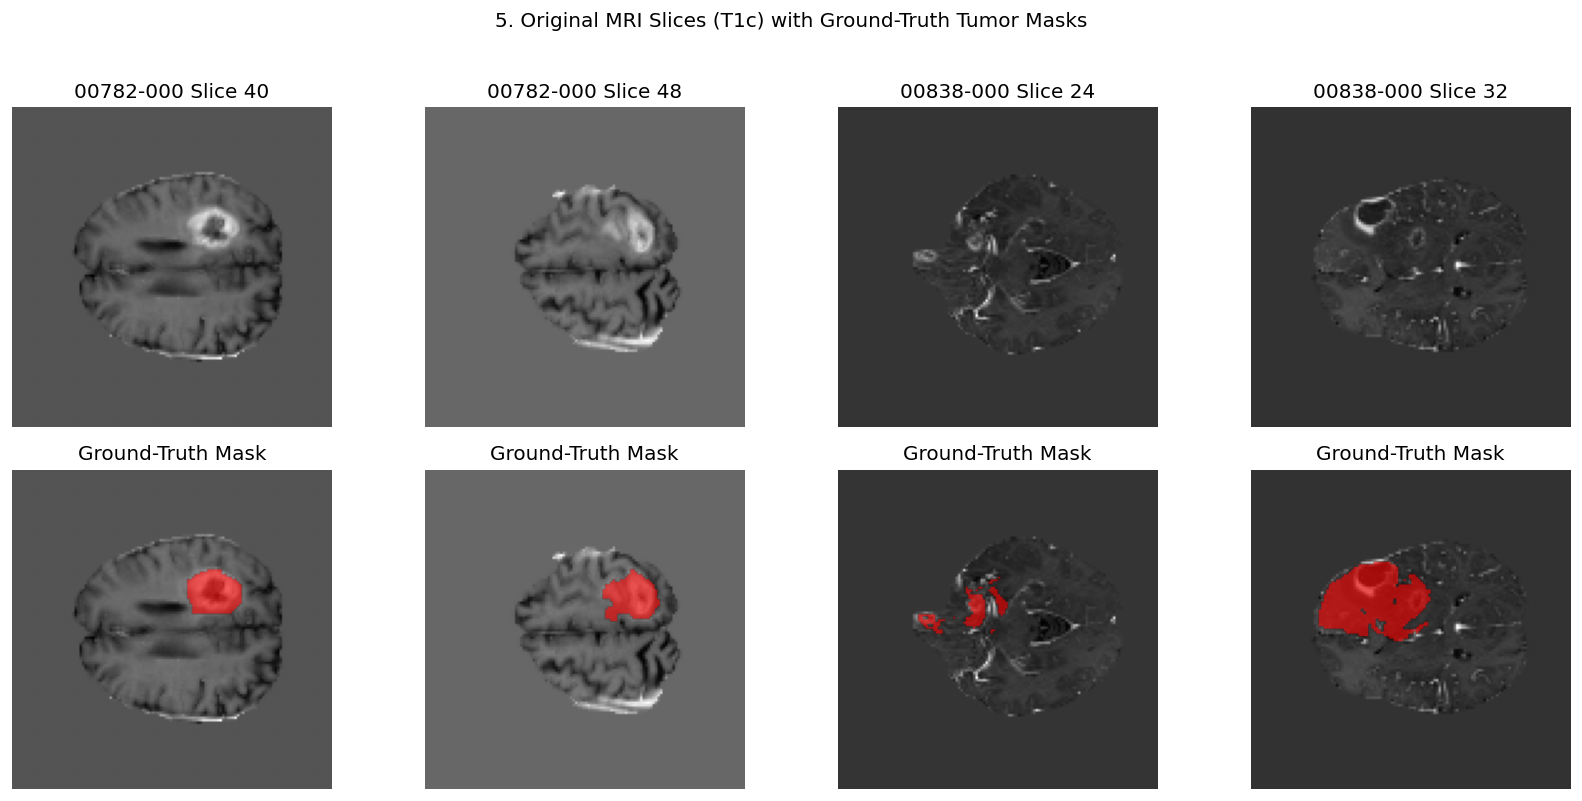 5. Original MRI Slices (T1c) with Ground-Truth Tumor Masks
00782-000 Slice 40
00782-000 Slice 48
00838-000 Slice 24
00838-000 Slice 32
Ground-Truth Mask
Ground-Truth Mask
Ground-Truth Mask
Ground-Truth Mask